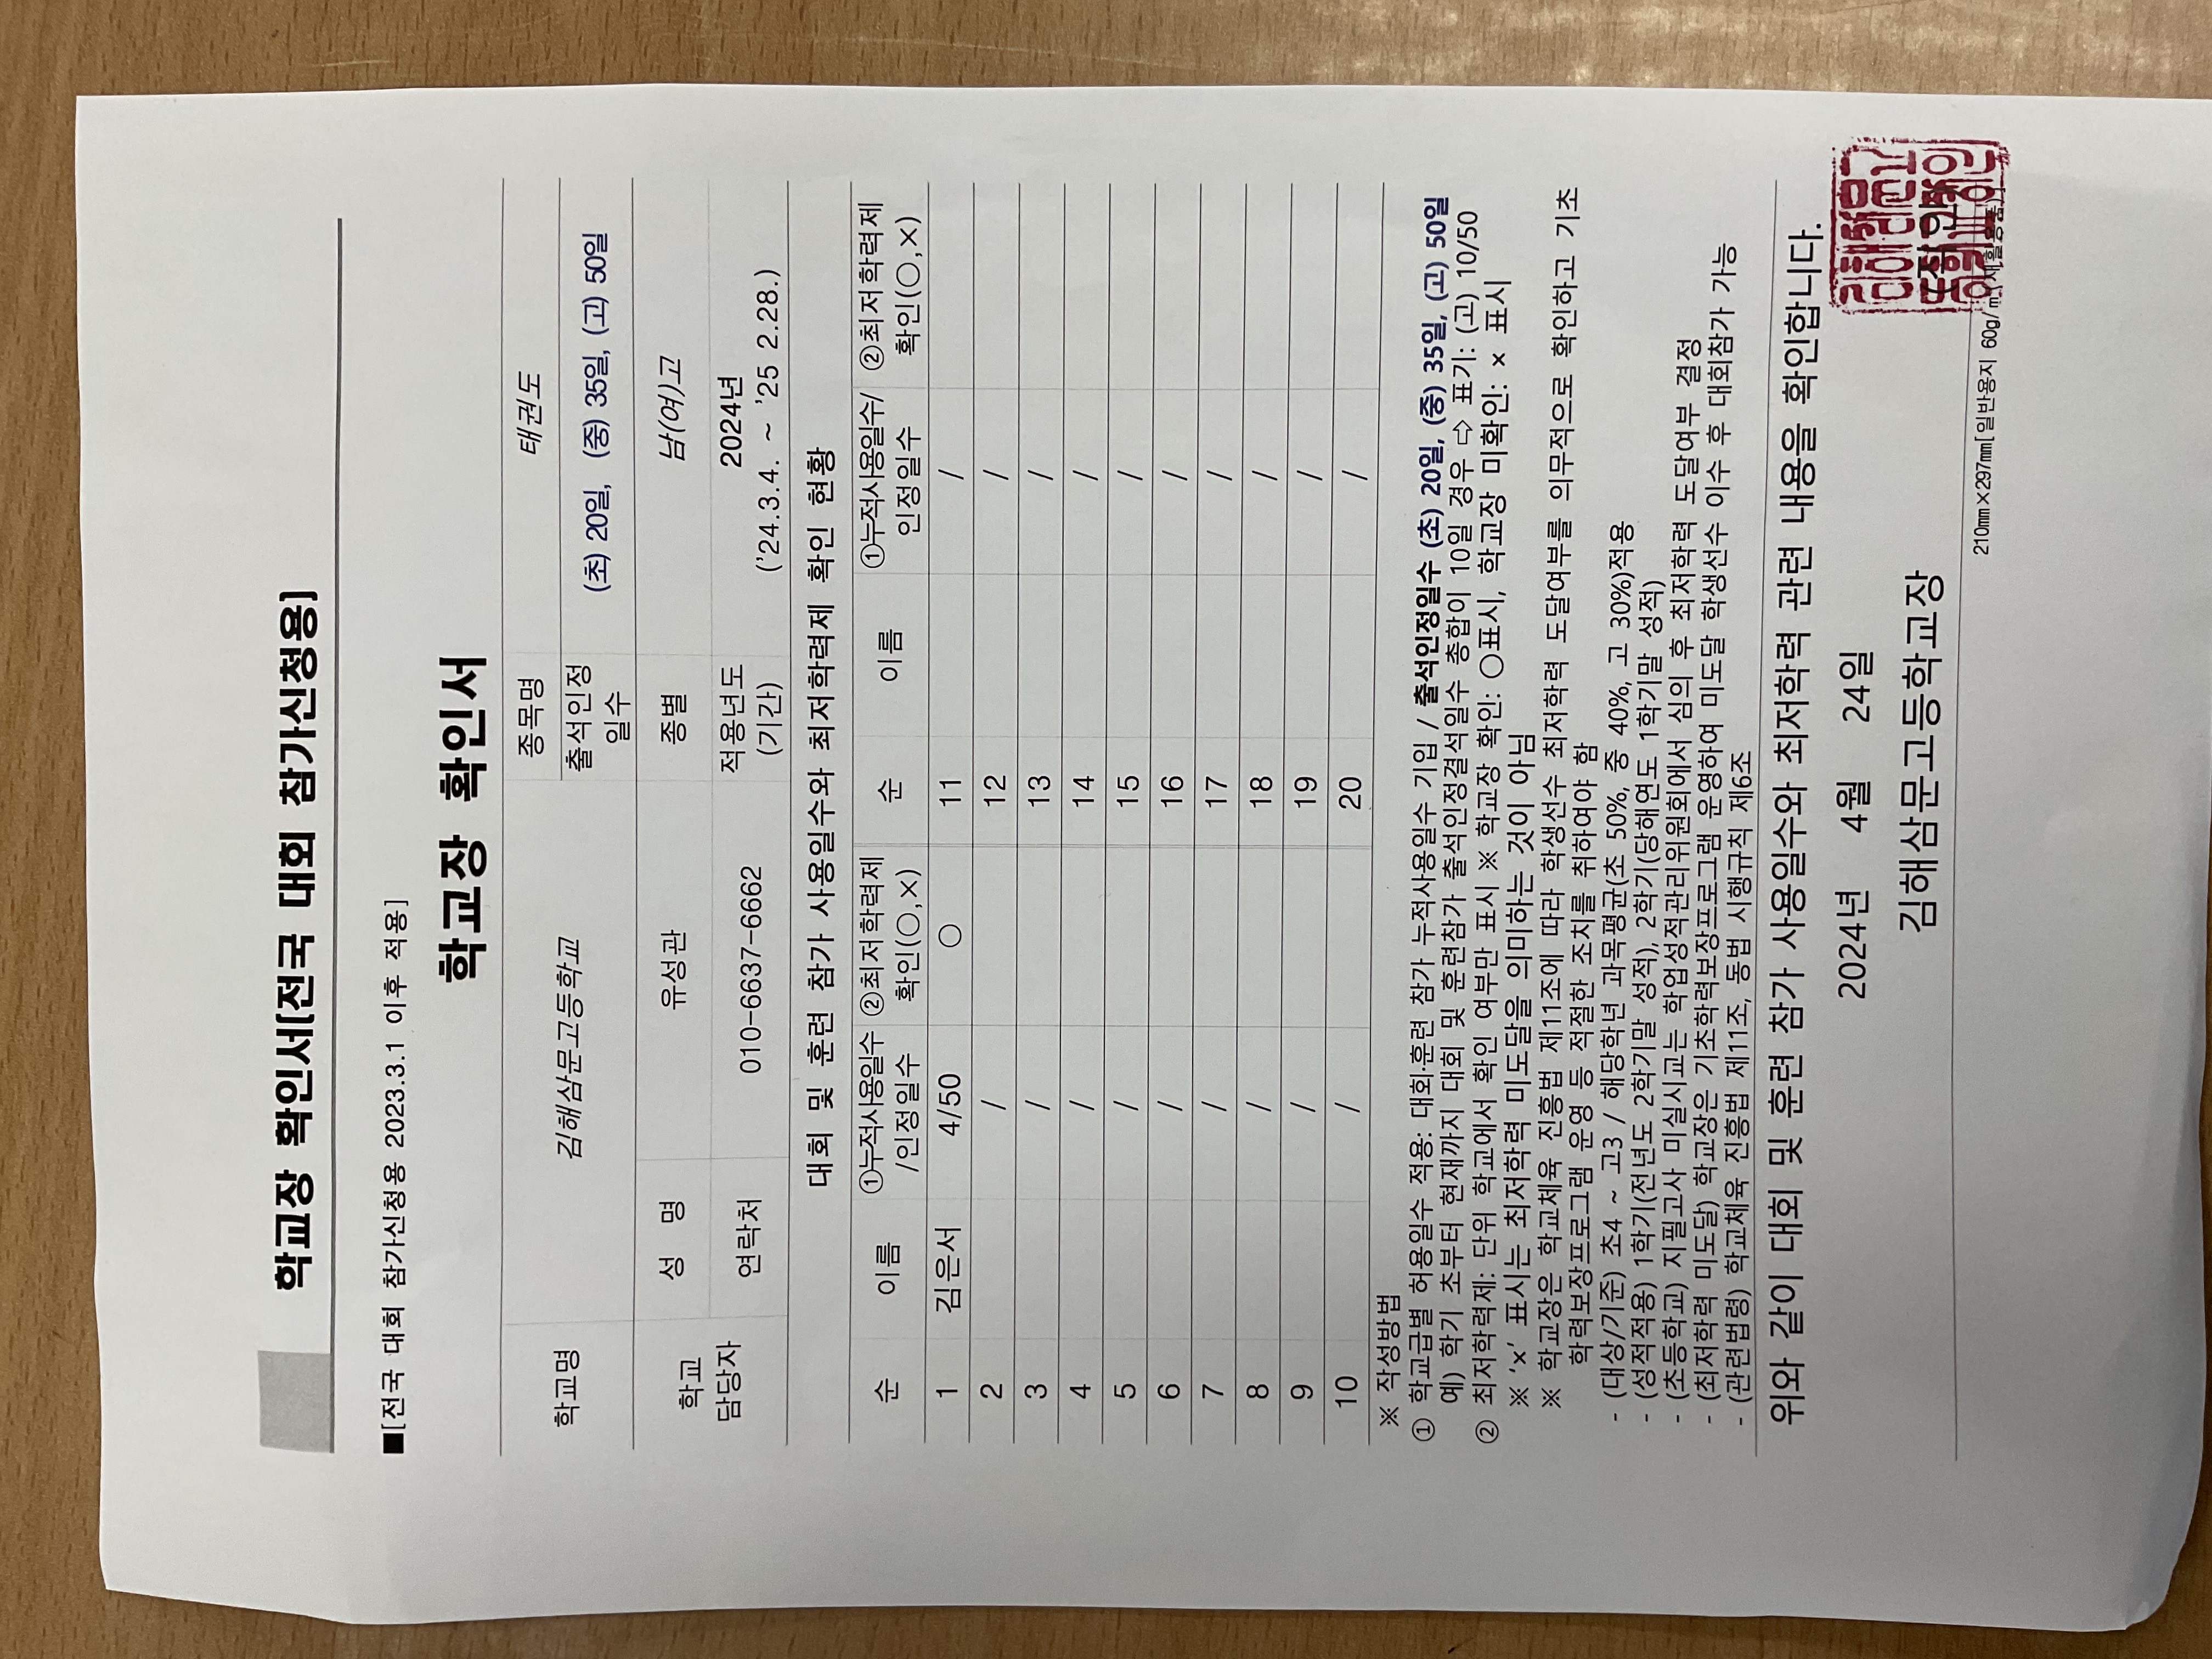 학교장 확인서[전국 대회 참가신청용]
■[전국 대회 참가신청용 2023.3.1 이후 적용]
학교장 확인서
학교명 김해삼문고등학교 종목명 태권도
출석인정일수 (초) 20일, (중) 35일, (고) 50일
학교 담당자 성 명 유성관 종별 남(여)고
연락처 010-6637-6662 적용년도 (기간) 2024년 ('24.3.4. ~ '25 2.28.)
대회 및 훈련 참가 사용일수와 최저학력제 확인 현황
순 이름 ①누적사용일수/인정일수 ②최저학력제 확인(○,×) 순 이름 ①누적사용일수/인정일수 ②최저학력제 확인(○,×)
1 김은서 4/50 ○ 11 /
2 / 12 /
3 / 13 /
4 / 14 /
5 / 15 /
6 / 16 /
7 / 17 /
8 / 18 /
9 / 19 /
10 / 20 /
※ 작성방법
① 학교급별 허용일수 적용: 대회·훈련 참가 누적사용일수 기입 / 출석인정일수 (초) 20일, (중) 35일, (고) 50일
예) 학기 초부터 현재까지 대회 및 훈련참가 출석인정결석일수 총합이 10일 경우 ⇨ 표기: (고) 10/50
② 최저학력제: 단위 학교에서 확인 여부만 표시 ※ 학교장 확인: ○표시, 학교장 미확인: × 표시
※ '×' 표시는 최저학력 미도달을 의미하는 것이 아님
※ 학교장은 학교체육 진흥법 제11조에 따라 학생선수 최저학력 도달여부를 의무적으로 확인하고 기초
학력보장프로그램 운영 등 적절한 조치를 취하여야 함
- (대상/기준) 초4 ~ 고3 / 해당학년 과목평균(초 50%, 중 40%, 고 30%)적용
- (성적적용) 1학기(전년도 2학기말 성적), 2학기(당해연도 1학기말 성적)
- (초등학교) 지필고사 미실시교는 학업성적관리위원회에서 심의 후 최저학력 도달여부 결정
- (최저학력 미도달) 학교장은 기초학력보장프로그램 운영하여 미도달 학생선수 이수 후 대회참가 가능
- (관련법령) 학교체육 진흥법 제11조, 동법 시행규칙 제6조
위와 같이 대회 및 훈련 참가 사용일수와 최저학력 관련 내용을 확인합니다.
2024년 4월 24일
김해삼문고등학교장 (직인)
210mm×297mm[일반용지 60g/㎡(재활용품)]